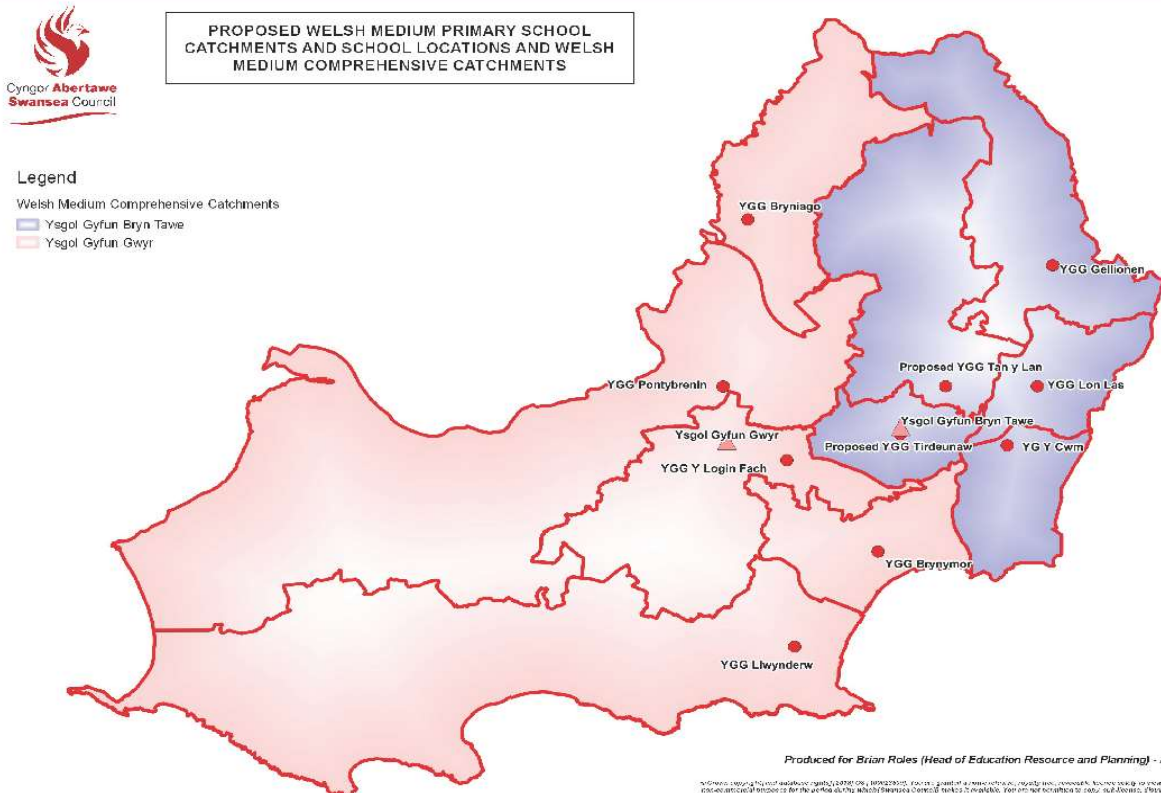 PROPOSED WELSH MEDIUM PRIMARY SCHOOL
CATCHMENTS AND SCHOOL LOCATIONS AND WELSH
MEDIUM COMPREHENSIVE CATCHMENTS
Cyngor Abertawe
Swansea Council
Legend
Welsh Medium Comprehensive Catchments
Ysgol Gyfun Bryn Tawe
Ysgol Gyfun Gwyr
YGG Bryniago
YGG Gellionen
Proposed YGG Tan y Lan
YGG Pontybrenin
YGG Lon Las
Ysgol Gyfun Bryn Tawe
Ysgol Gyfun Gwyr
Proposed YGG Tirdeunaw
YG Y Cwm
YGG Y Login Fach
YGG Brynymor
YGG Llwynderw
Produced for Brian Roles (Head of Education Resource and Planning) -